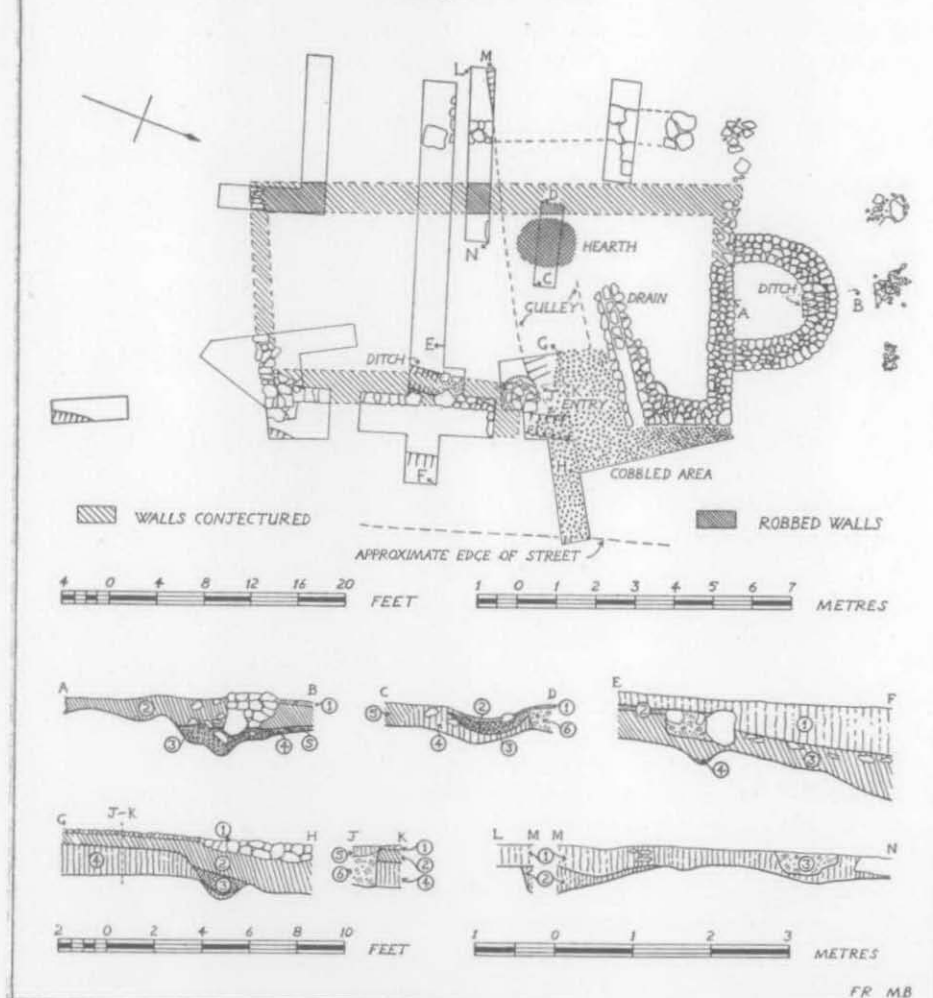 M
L
D
HEARTH
N
C
DITCH
GULLEY
DRAIN
A
B
DITCH
E
G
J
ENTRY
H
F
COBBLED AREA
WALLS CONJECTURED
ROBBED WALLS
APPROXIMATE EDGE OF STREET
4 0 4 8 12 16 20
FEET
1 0 1 2 3 4 5 6 7
METRES
A B
② ① ③ ④ ⑤
C D
② ① ⑤ ⑥ ④ ③
E F
② ① ③ ④
G J-K H
① ④ ② ③
J K
⑤ ① ② ⑥ ④
L M M N
① ② ③
2 0 2 4 6 8 10
FEET
1 0 1 2 3
METRES
FR MB